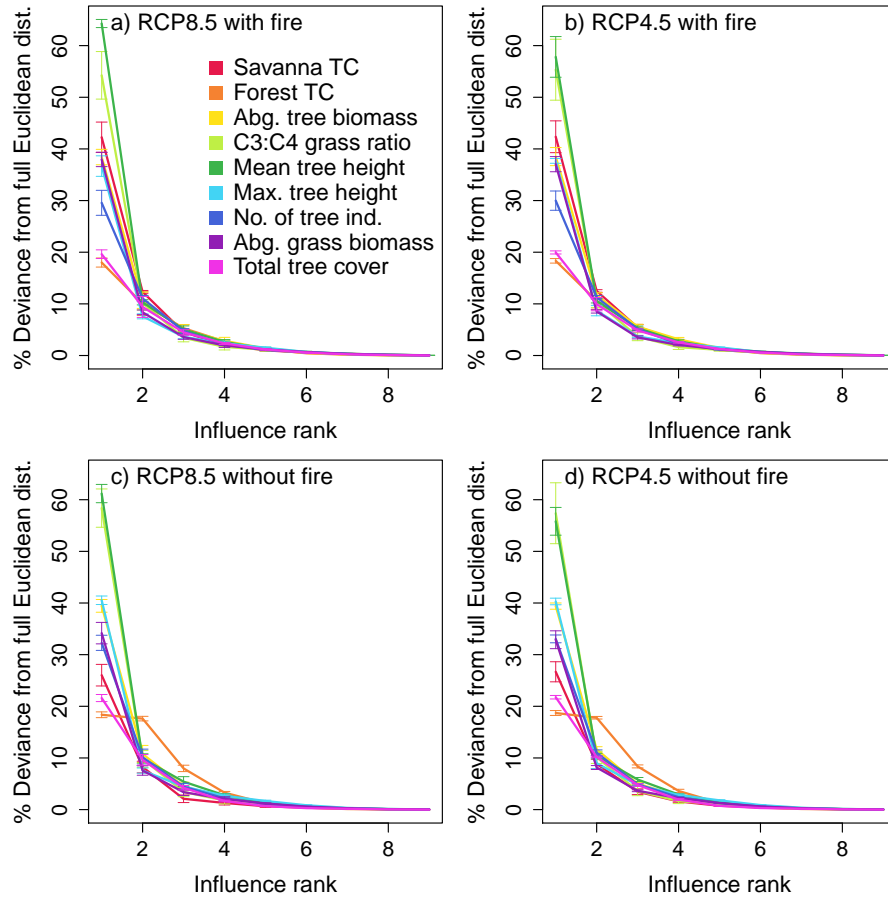 a) RCP8.5 with fire
% Deviance from full Euclidean dist.
60
50
40
30
20
10
0
Savanna TC
Forest TC
Abg. tree biomass
C3:C4 grass ratio
Mean tree height
Max. tree height
No. of tree ind.
Abg. grass biomass
Total tree cover
2 4 6 8
Influence rank
b) RCP4.5 with fire
% Deviance from full Euclidean dist.
60
50
40
30
20
10
0
2 4 6 8
Influence rank
c) RCP8.5 without fire
% Deviance from full Euclidean dist.
60
50
40
30
20
10
0
2 4 6 8
Influence rank
d) RCP4.5 without fire
% Deviance from full Euclidean dist.
60
50
40
30
20
10
0
2 4 6 8
Influence rank